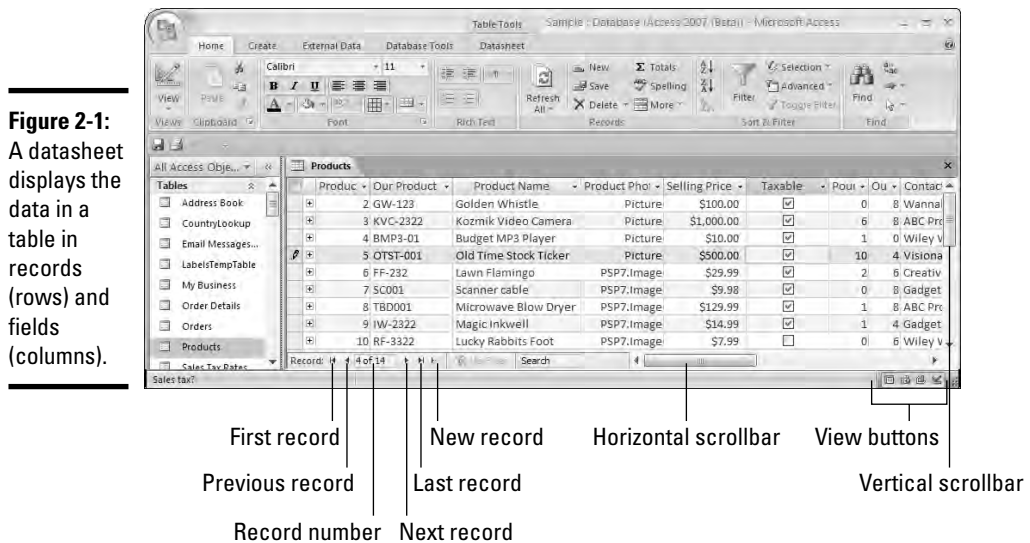 Table Tools Sample : Database (Access 2007 (Beta)) - Microsoft Access
Home Create External Data Database Tools Datasheet
View
Paste
Calibri 11
B I U
A
Refresh All
New
Save
Delete
Totals
Spelling
More
Filter
Selection
Advanced
Toggle Filter
Find
Views Clipboard Font Rich Text Records Sort & Filter Find
All Access Obje...
Tables
Address Book
CountryLookup
Email Messages...
LabelsTempTable
My Business
Order Details
Orders
Products
Sales Tax Rates
Products
Produc Our Product Product Name Product Phot Selling Price Taxable Pour Ou Contact
2 GW-123 Golden Whistle Picture $100.00 0 8 Wanna
3 KVC-2322 Kozmik Video Camera Picture $1,000.00 6 8 ABC Pro
4 BMP3-01 Budget MP3 Player Picture $10.00 1 0 Wiley W
5 OTST-001 Old Time Stock Ticker Picture $500.00 10 4 Visiona
6 FF-232 Lawn Flamingo PSP7.Image $29.99 2 6 Creativ
7 SC001 Scanner cable PSP7.Image $9.98 0 8 Gadget
8 TBD001 Microwave Blow Dryer PSP7.Image $129.99 1 8 ABC Pro
9 IW-2322 Magic Inkwell PSP7.Image $14.99 1 4 Gadget
10 RF-3322 Lucky Rabbits Foot PSP7.Image $7.99 0 6 Wiley W
Record: 4 of 14 Search
Sales tax?
Figure 2-1:
A datasheet
displays the
data in a
table in
records
(rows) and
fields
(columns).
First record New record Horizontal scrollbar View buttons
Previous record Last record Vertical scrollbar
Record number Next record